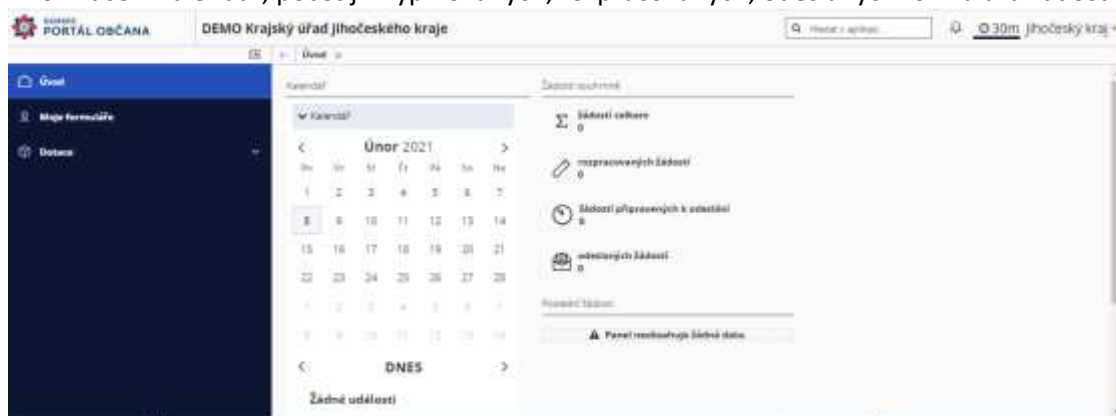 PORTÁL OBČANA
DEMO Krajský úřad Jihočeského kraje
30m Jihočeský kraj
Úvod
Úvod
Moje formuláře
Dotace
Kalendář
Kalendář
Únor 2021
Po Út St Čt Pá So Ne
1 2 3 4 5 6 7
8 9 10 11 12 13 14
15 16 17 18 19 20 21
22 23 24 25 26 27 28
DNES
Žádné události
Žádosti souhrnně
Žádostí celkem
0
rozpracovaných žádostí
0
žádostí připravených k odeslání
0
odeslaných žádostí
0
Poslední žádosti
Panel neobsahuje žádná data.